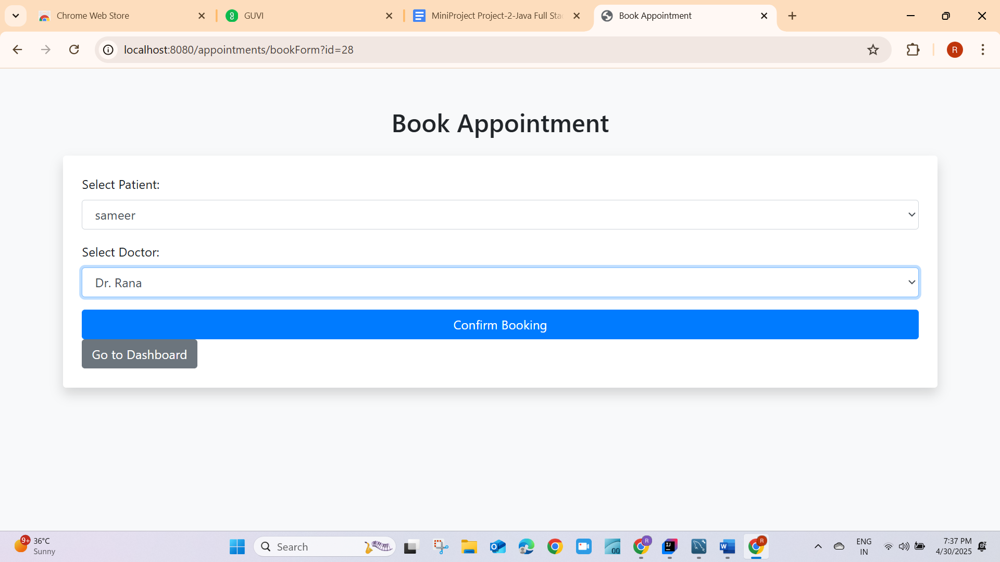 Chrome Web Store
GUVI
MiniProject Project-2-Java Full Sta
Book Appointment
localhost:8080/appointments/bookForm?id=28
R
Book Appointment
Select Patient:
sameer
Select Doctor:
Dr. Rana
Confirm Booking
Go to Dashboard
9+
36°C
Sunny
Search
R
R
ENG
IN
7:37 PM
4/30/2025